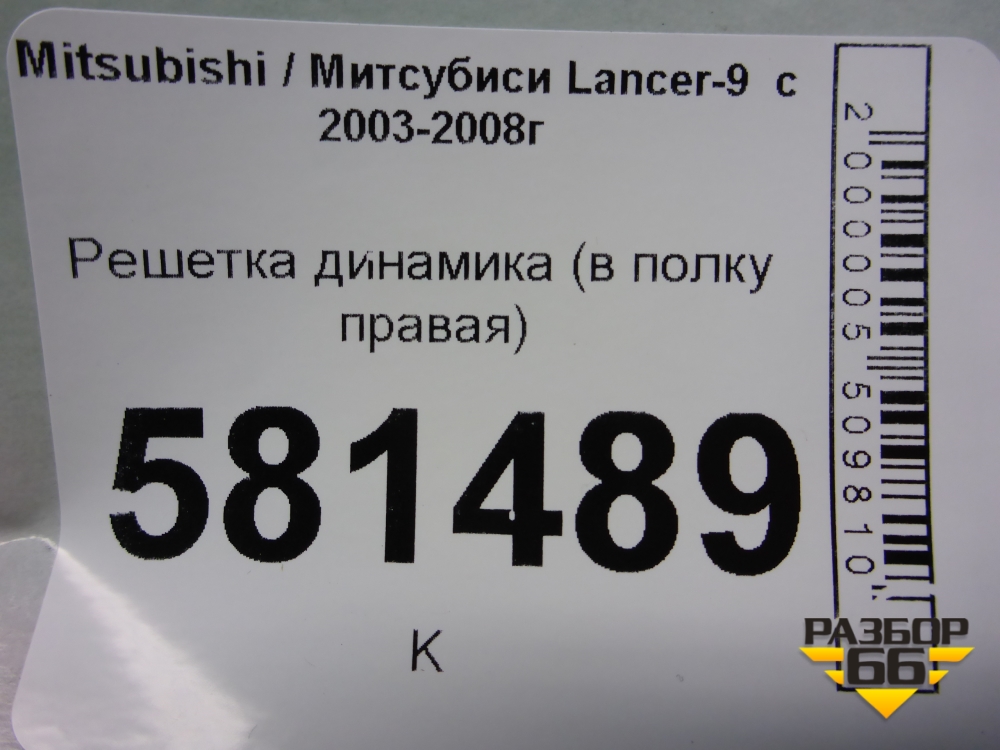 Mitsubishi / Митсубиси Lancer-9 с
2003-2008г
Решетка динамика (в полку
правая)
581489
К
2000005509810
РАЗБОР
66